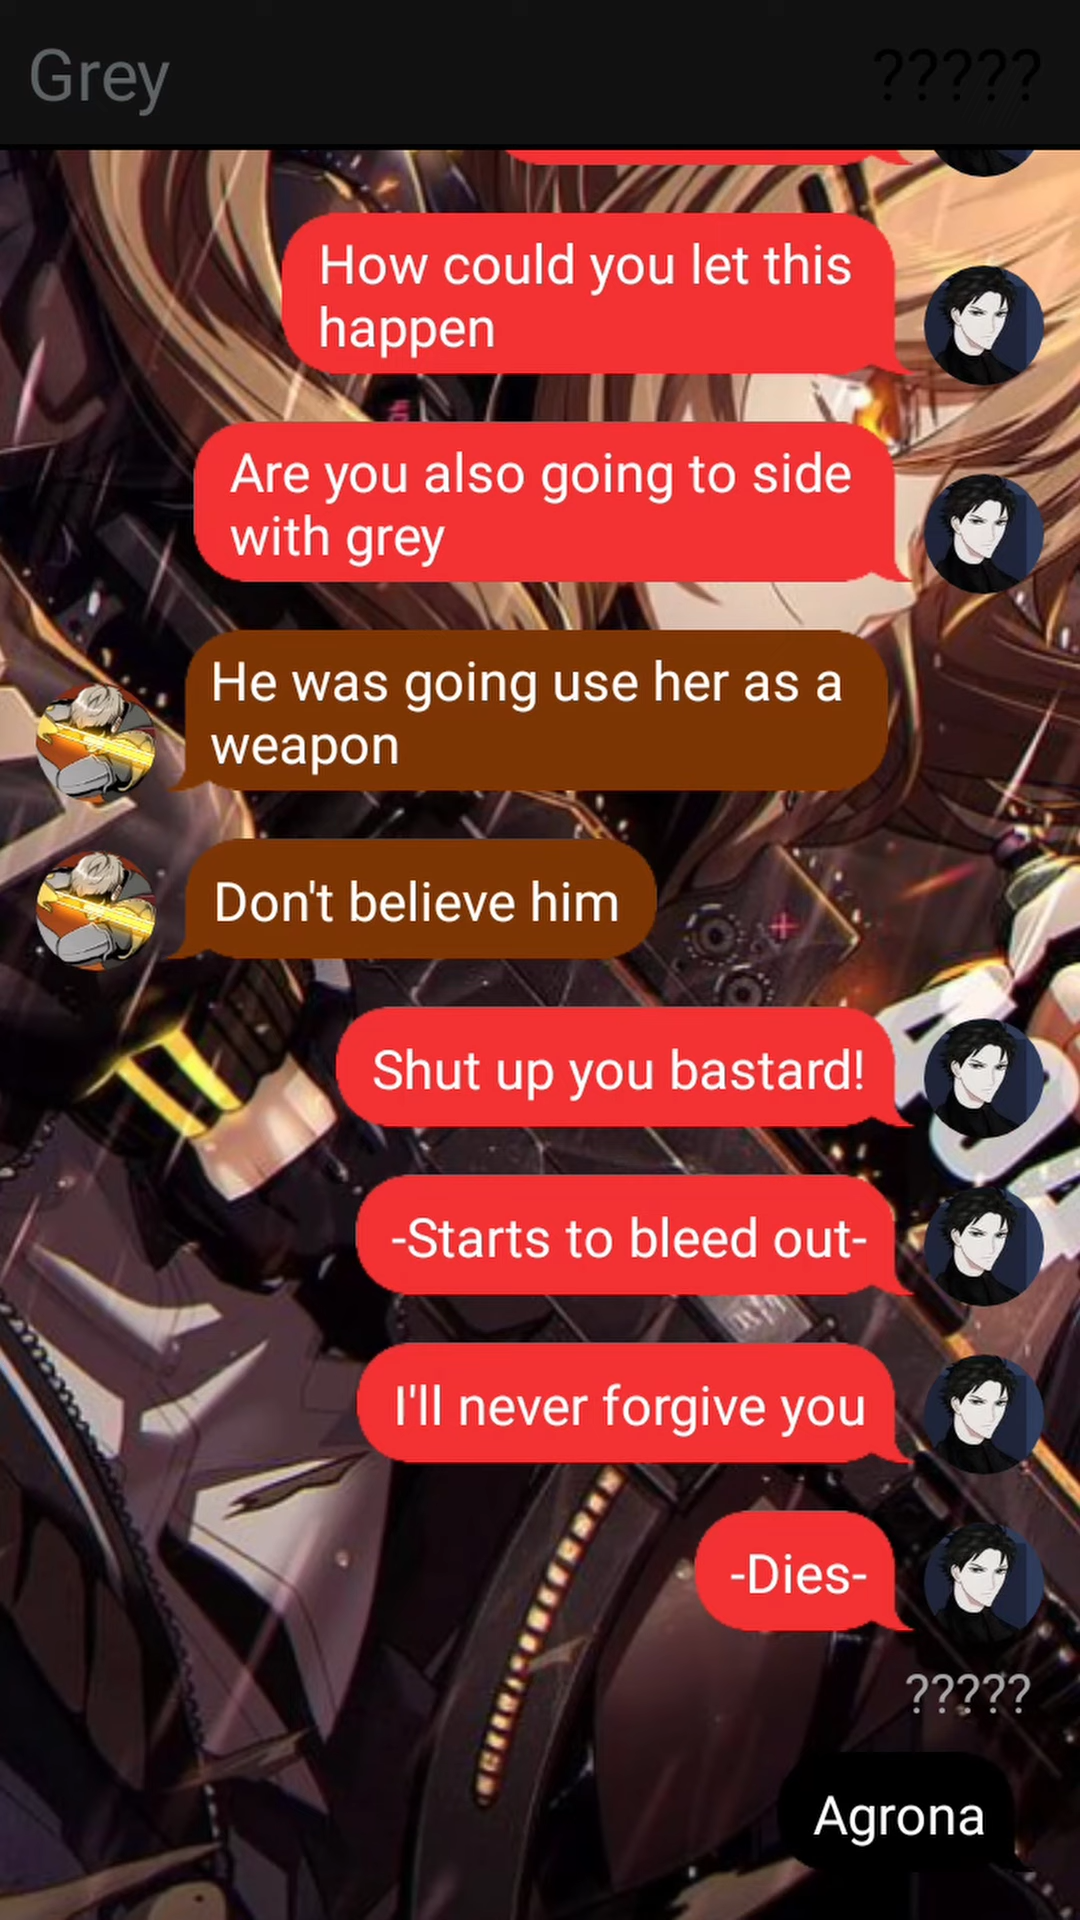 Grey ?????
How could you let this
happen
Are you also going to side
with grey
He was going use her as a
weapon
Don't believe him
Shut up you bastard!
-Starts to bleed out-
I'll never forgive you
-Dies-
?????
Agrona